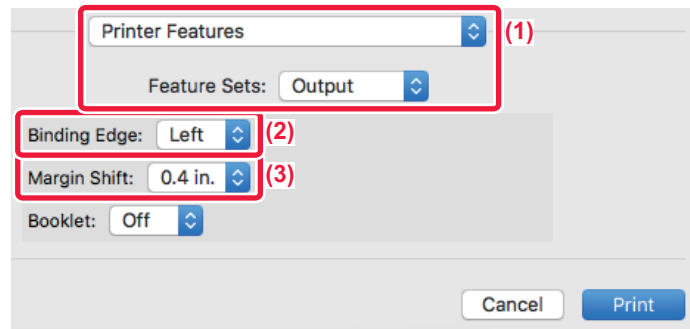 Printer Features (1)
Feature Sets: Output
Binding Edge: Left (2)
Margin Shift: 0.4 in. (3)
Booklet: Off
Cancel Print